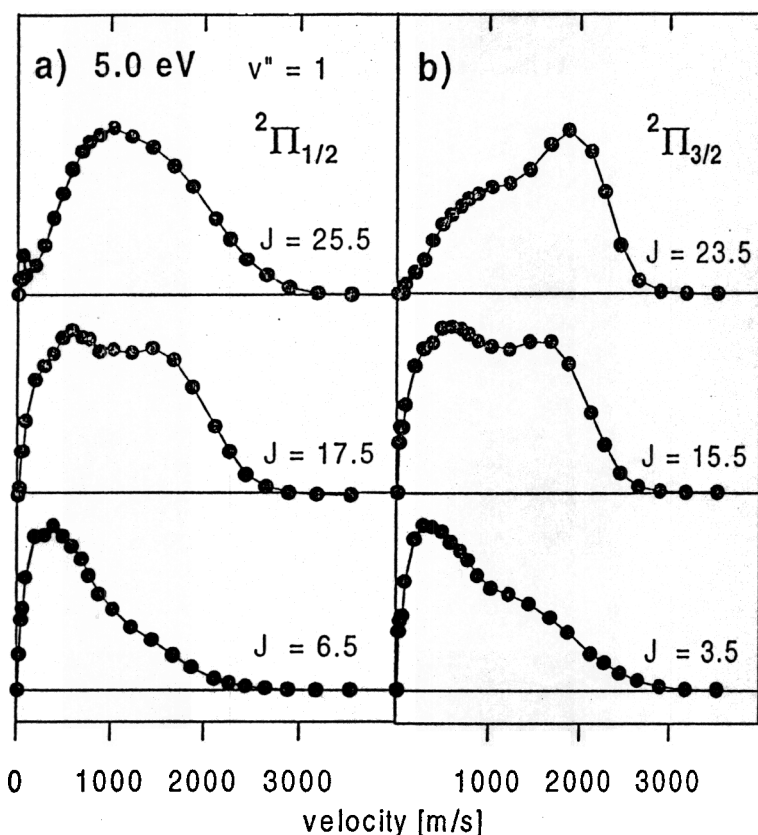 a) 5.0 eV v" = 1
b)
²Π₁/₂
²Π₃/₂
J = 25.5
J = 23.5
J = 17.5
J = 15.5
J = 6.5
J = 3.5
0 1000 2000 3000 1000 2000 3000
velocity [m/s]